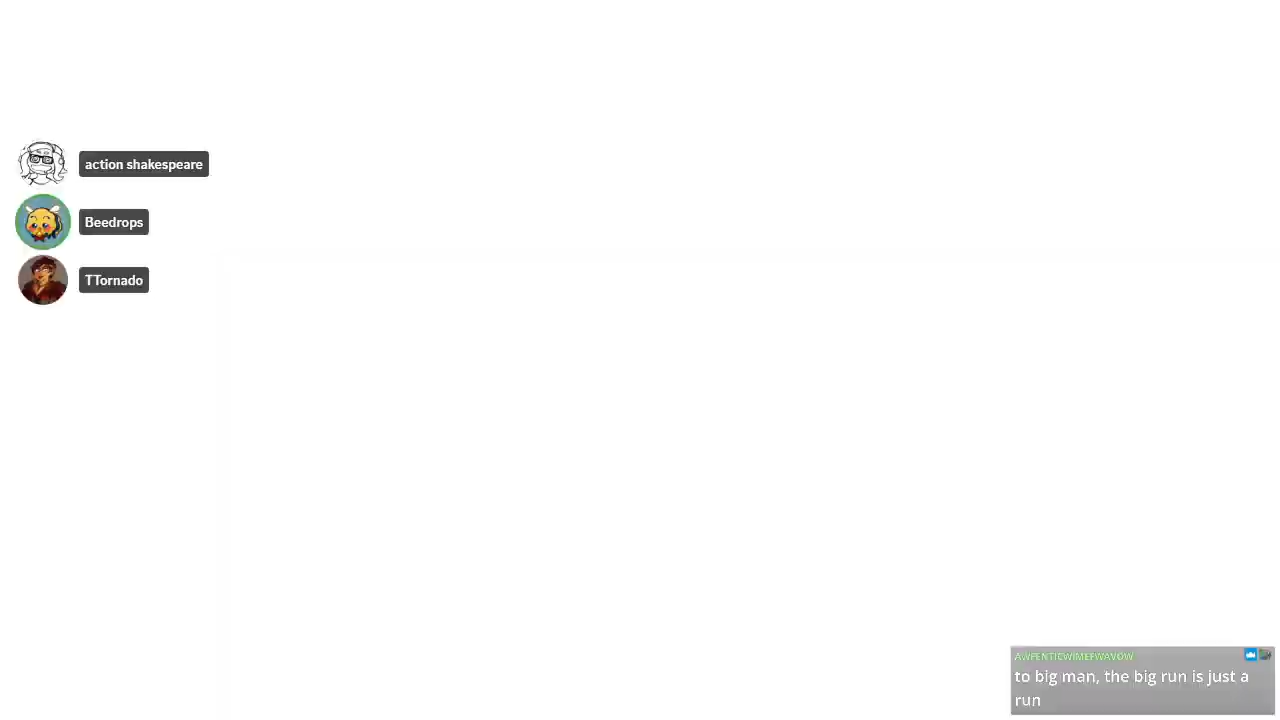 action shakespeare
Beedrops
TTornado
to big man, the big run is just a
run